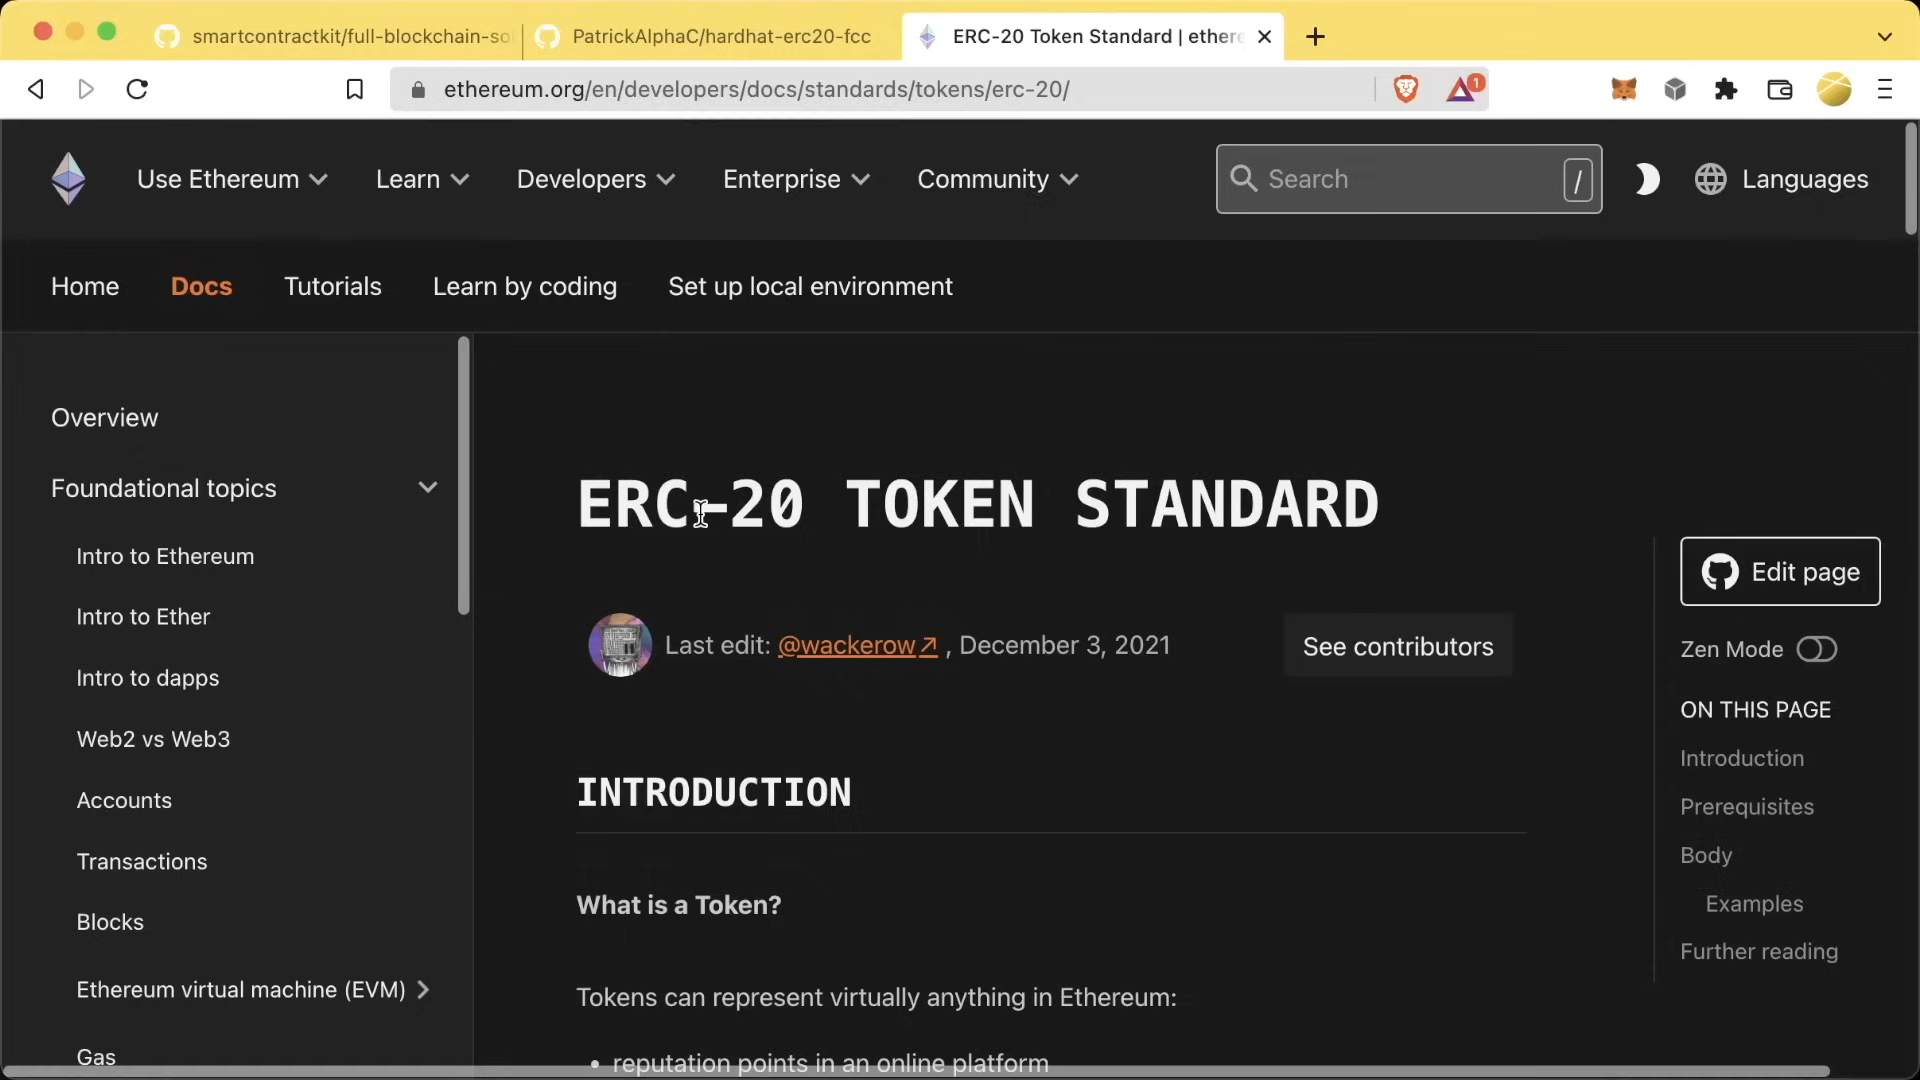 smartcontractkit/full-blockchain-sol
PatrickAlphaC/hardhat-erc20-fcc
ERC-20 Token Standard | ethere
ethereum.org/en/developers/docs/standards/tokens/erc-20/
1
Use Ethereum
Learn
Developers
Enterprise
Community
Search
/
Languages
Home
Docs
Tutorials
Learn by coding
Set up local environment
Overview
Foundational topics
Intro to Ethereum
Intro to Ether
Intro to dapps
Web2 vs Web3
Accounts
Transactions
Blocks
Ethereum virtual machine (EVM)
Gas
ERC-20 TOKEN STANDARD
Last edit: @wackerow↗ , December 3, 2021
See contributors
INTRODUCTION
What is a Token?
Tokens can represent virtually anything in Ethereum:
• reputation points in an online platform
Edit page
Zen Mode
ON THIS PAGE
Introduction
Prerequisites
Body
Examples
Further reading